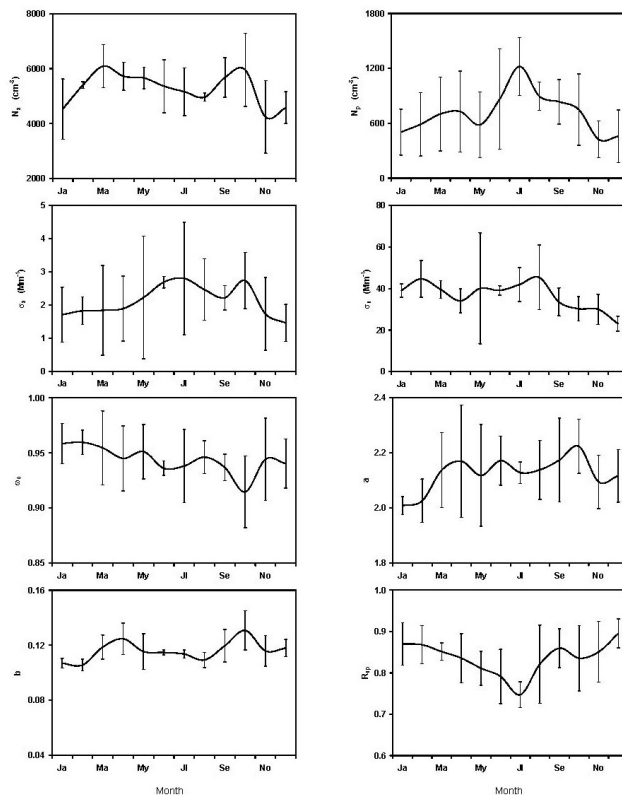 8000
6000
4000
2000
Nₐ (cm⁻³)
Ja Ma My Jl Se No
1800
1200
600
0
Nₚ (cm⁻³)
Ja Ma My Jl Se No
5
4
3
2
1
0
(Mm⁻¹)
Ja Ma My Jl Se No
80
60
40
20
0
(Mm⁻¹)
Ja Ma My Jl Se No
1.00
0.95
0.90
0.85
Ja Ma My Jl Se No
2.4
2.2
2.0
1.8
a
Ja Ma My Jl Se No
0.16
0.12
0.08
0.04
b
Ja Ma My Jl Se No
Month
1.0
0.9
0.8
0.7
0.6
Ja Ma My Jl Se No
Month